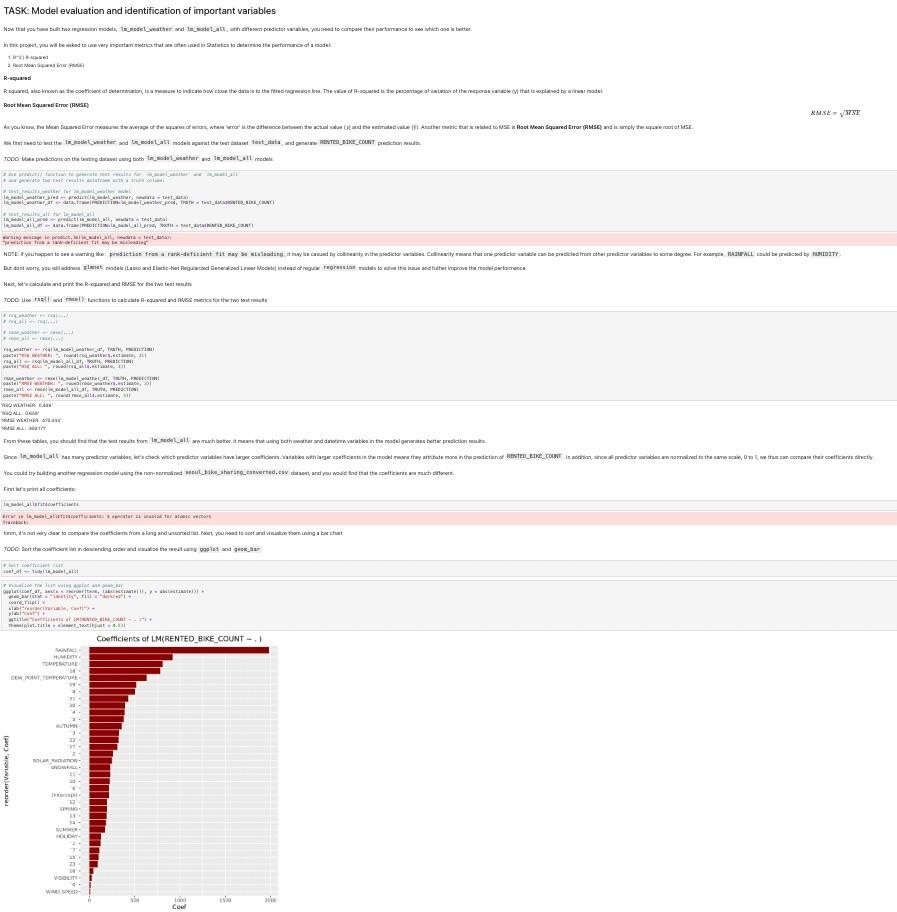 TASK: Model evaluation and identification of important variables
Now that you have built two regression models, lm_model_weather and lm_model_all, with different predictor variables, you need to compare their performance to see which one is better.
In this project, you will be asked to use very important metrics that are often used in Statistics to determine the performance of a model:
1. R^2 / R-squared
2. Root Mean Squared Error (RMSE)
R-squared
R squared, also known as the coefficient of determination, is a measure to indicate how close the data is to the fitted regression line. The value of R-squared is the percentage of variation of the response variable (y) that is explained by a linear model.
Root Mean Squared Error (RMSE)
RMSE = √MSE
As you know, the Mean Squared Error measures the average of the squares of errors, where 'error' is the difference between the actual value (y) and the estimated value (ŷ). Another metric that is related to MSE is Root Mean Squared Error (RMSE) and is simply the square root of MSE.
We first need to test the lm_model_weather and lm_model_all models against the test dataset test_data, and generate RENTED_BIKE_COUNT prediction results.
TODO: Make predictions on the testing dataset using both lm_model_weather and lm_model_all models
# Use predict() function to generate test results for `lm_model_weather` and `lm_model_all`
# and generate two test results dataframe with a truth column:
# test_results_weather for lm_model_weather model
lm_model_weather_pred <- predict(lm_model_weather, newdata = test_data)
lm_model_weather_df <- data.frame(PREDICTION=lm_model_weather_pred, TRUTH = test_data$RENTED_BIKE_COUNT)
# test_results_all for lm_model_all
lm_model_all_pred <- predict(lm_model_all, newdata = test_data)
lm_model_all_df <- data.frame(PREDICTION=lm_model_all_pred, TRUTH = test_data$RENTED_BIKE_COUNT)
Warning message in predict.lm(lm_model_all, newdata = test_data):
"prediction from a rank-deficient fit may be misleading"
NOTE: if you happen to see a warning like: prediction from a rank-deficient fit may be misleading, it may be casued by collinearity in the predictor variables. Collinearity means that one predictor variable can be predicted from other predictor variables to some degree. For example, RAINFALL could be predicted by HUMIDITY.
But dont worry, you will address glmnet models (Lasso and Elastic-Net Regularized Generalized Linear Models) instead of regular regression models to solve this issue and futher improve the model performance.
Next, let's calculate and print the R-squared and RMSE for the two test results
TODO: Use rsq() and rmse() functions to calculate R-squared and RMSE metrics for the two test results
# rsq_weather <- rsq(...)
# rsq_all <- rsq(...)
# rmse_weather <- rmse(...)
# rmse_all <- rmse(...)
rsq_weather <- rsq(lm_model_weather_df, TRUTH, PREDICTION)
paste("RSQ WEATHER: ", round(rsq_weather$.estimate, 3))
rsq_all <- rsq(lm_model_all_df, TRUTH, PREDICTION)
paste("RSQ ALL: ", round(rsq_all$.estimate, 3))
rmse_weather <- rmse(lm_model_weather_df, TRUTH, PREDICTION)
paste("RMSE WEATHER: ", round(rmse_weather$.estimate, 3))
rmse_all <- rmse(lm_model_all_df, TRUTH, PREDICTION)
paste("RMSE ALL: ", round(rmse_all$.estimate, 3))
'RSQ WEATHER: 0.446'
'RSQ ALL: 0.659'
'RMSE WEATHER:
'RMSE ALL: 369.177'
From these tables, you should find that the test results from lm_model_all are much better. It means that using both weather and datetime variables in the model generates better prediction results.
Since lm_model_all has many predictor variables, let's check which predictor variables have larger coefficients. Variables with larger coefficients in the model means they attribute more in the prediction of RENTED_BIKE_COUNT. In addition, since all predictor variables are normalized to the same scale, 0 to 1, we thus can compare their coefficients directly.
You could try building another regression model using the non-normalized seoul_bike_sharing_converted.csv dataset, and you would find that the coefficients are much different.
First let's print all coefficients:
lm_model_all$fit$coefficients
Error in lm_model_all$fit$coefficients: $ operator is invalid for atomic vectors
Traceback:
hmm, it's not very clear to compare the coefficients from a long and unsorted list. Next, you need to sort and visualize them using a bar chart
TODO: Sort the coefficient list in descending order and visualize the result using ggplot and geom_bar
# Sort coefficient list
coef_df <- tidy(lm_model_all)
# Visualize the list using ggplot and geom_bar
ggplot(coef_df, aes(x = reorder(term, (abs(estimate))), y = abs(estimate))) +
geom_bar(stat = "identity", fill = "darkred") +
coord_flip() +
xlab("reorder(Variable, Coef)") +
ylab("Coef") +
ggtitle("Coefficients of LM(RENTED_BIKE_COUNT ~ . )") +
theme(plot.title = element_text(hjust = 0.5))
Coefficients of LM(RENTED_BIKE_COUNT ~ . )
reorder(Variable, Coef)
RAINFALL
HUMIDITY
TEMPERATURE
`18`
DEW_POINT_TEMPERATURE
`19`
`8`
`21`
`20`
`4`
`5`
AUTUMN
`3`
`22`
`17`
`2`
SOLAR_RADIATION
SNOWFALL
`11`
`10`
`6`
(Intercept)
`12`
SPRING
`13`
`14`
SUMMER
HOLIDAY
`1`
`7`
`15`
`23`
`16`
VISIBILITY
`0`
WIND_SPEED
0 500 1000 1500 2000
Coef